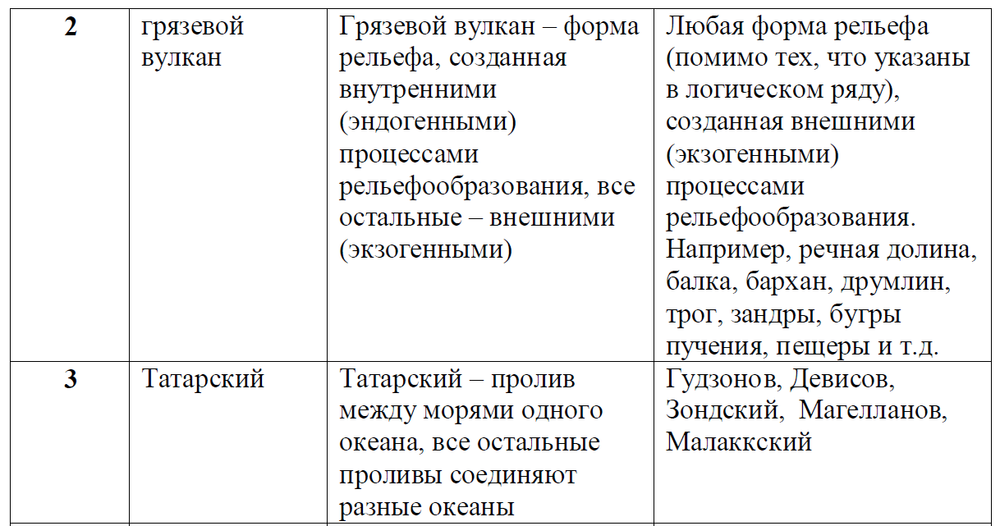 2
грязевой
вулкан
Грязевой вулкан – форма
рельефа, созданная
внутренними
(эндогенными)
процессами
рельефообразования, все
остальные – внешними
(экзогенными)
Любая форма рельефа
(помимо тех, что указаны
в логическом ряду),
созданная внешними
(экзогенными)
процессами
рельефообразования.
Например, речная долина,
балка, бархан, друмлин,
трог, зандры, бугры
пучения, пещеры и т.д.
3
Татарский
Татарский – пролив
между морями одного
океана, все остальные
проливы соединяют
разные океаны
Гудзонов, Девисов,
Зондский, Магелланов,
Малаккский